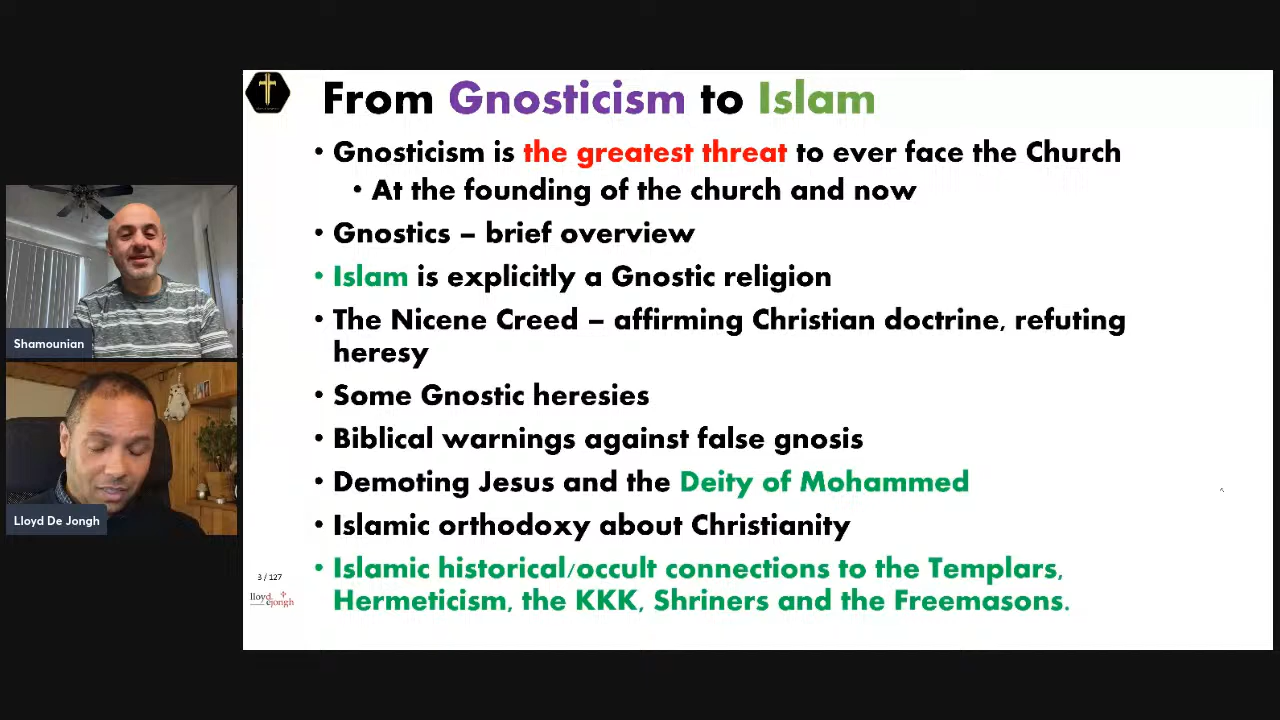 From Gnosticism to Islam
• Gnosticism is the greatest threat to ever face the Church
• At the founding of the church and now
• Gnostics – brief overview
• Islam is explicitly a Gnostic religion
• The Nicene Creed – affirming Christian doctrine, refuting
heresy
• Some Gnostic heresies
• Biblical warnings against false gnosis
• Demoting Jesus and the Deity of Mohammed
• Islamic orthodoxy about Christianity
• Islamic historical/occult connections to the Templars,
Hermeticism, the KKK, Shriners and the Freemasons.
3 / 127
lloyd
dejongh
Shamounian
Lloyd De Jongh